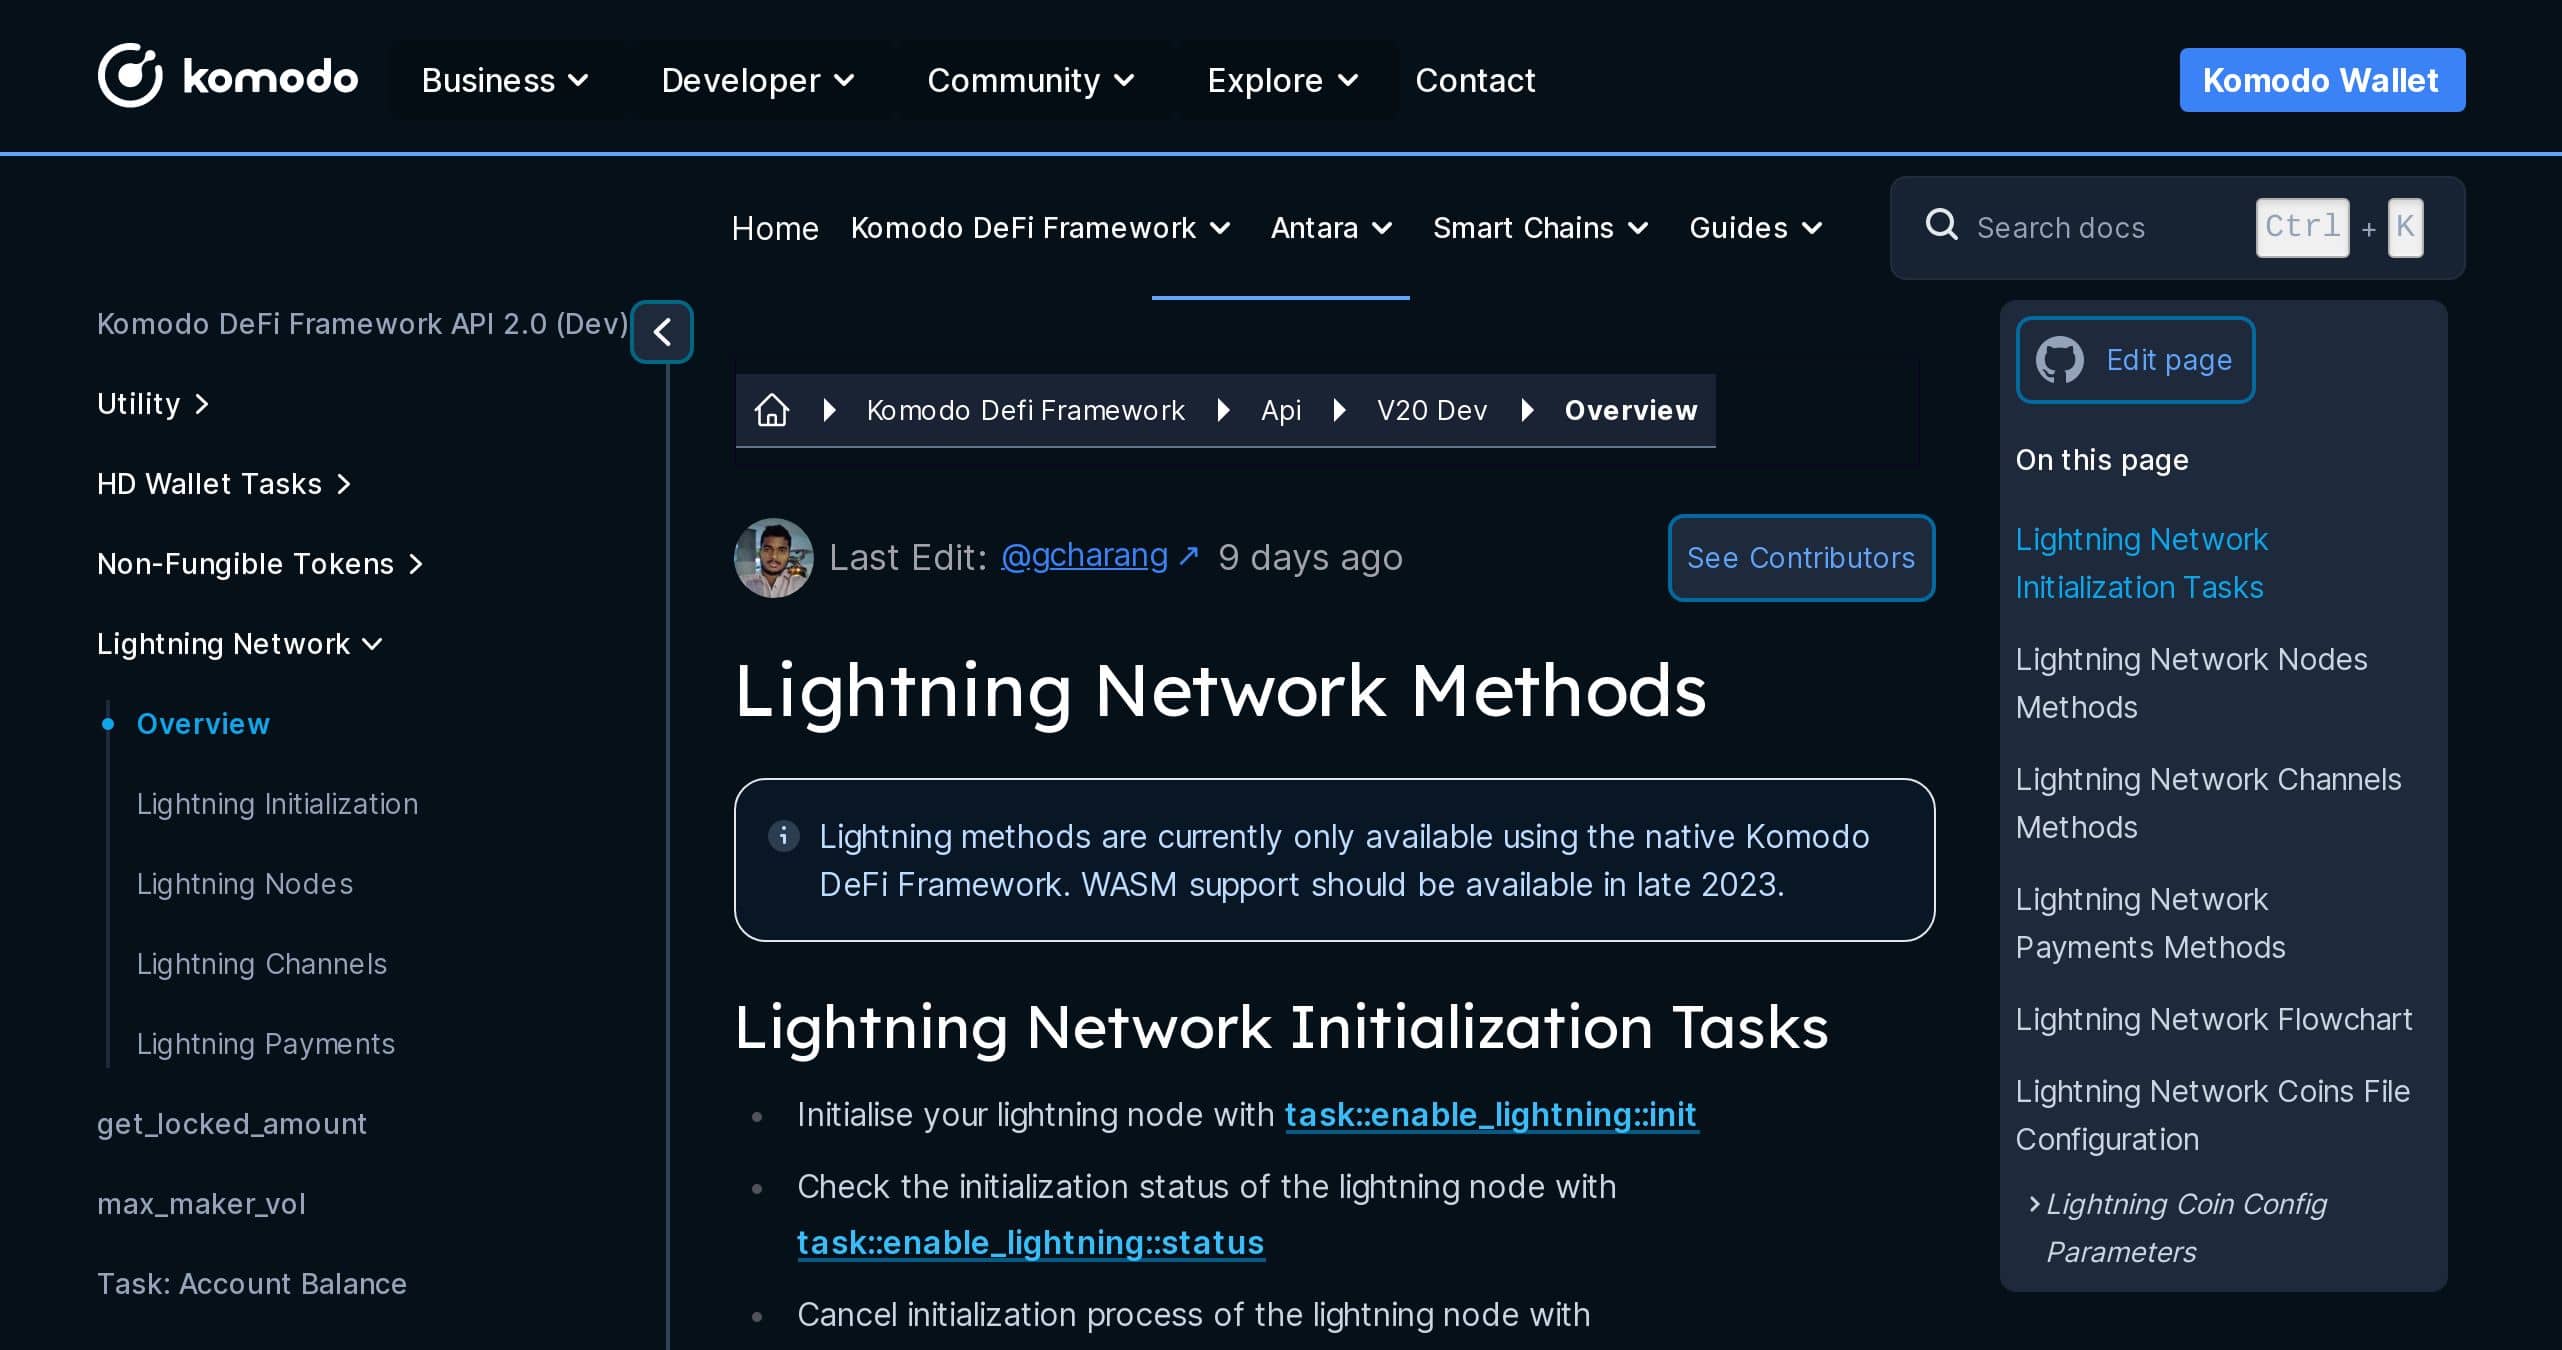 komodo
Business
Developer
Community
Explore
Contact
Komodo Wallet
Home
Komodo DeFi Framework
Antara
Smart Chains
Guides
Search docs
Ctrl + K
Komodo DeFi Framework API 2.0 (Dev)
Utility
HD Wallet Tasks
Non-Fungible Tokens
Lightning Network
Overview
Lightning Initialization
Lightning Nodes
Lightning Channels
Lightning Payments
get_locked_amount
max_maker_vol
Task: Account Balance
Komodo Defi Framework
Api
V20 Dev
Overview
Last Edit: @gcharang ↗ 9 days ago
See Contributors
Lightning Network Methods
Lightning methods are currently only available using the native Komodo
DeFi Framework. WASM support should be available in late 2023.
Lightning Network Initialization Tasks
Initialise your lightning node with task::enable_lightning::init
Check the initialization status of the lightning node with
task::enable_lightning::status
Cancel initialization process of the lightning node with
Edit page
On this page
Lightning Network
Initialization Tasks
Lightning Network Nodes
Methods
Lightning Network Channels
Methods
Lightning Network
Payments Methods
Lightning Network Flowchart
Lightning Network Coins File
Configuration
Lightning Coin Config
Parameters